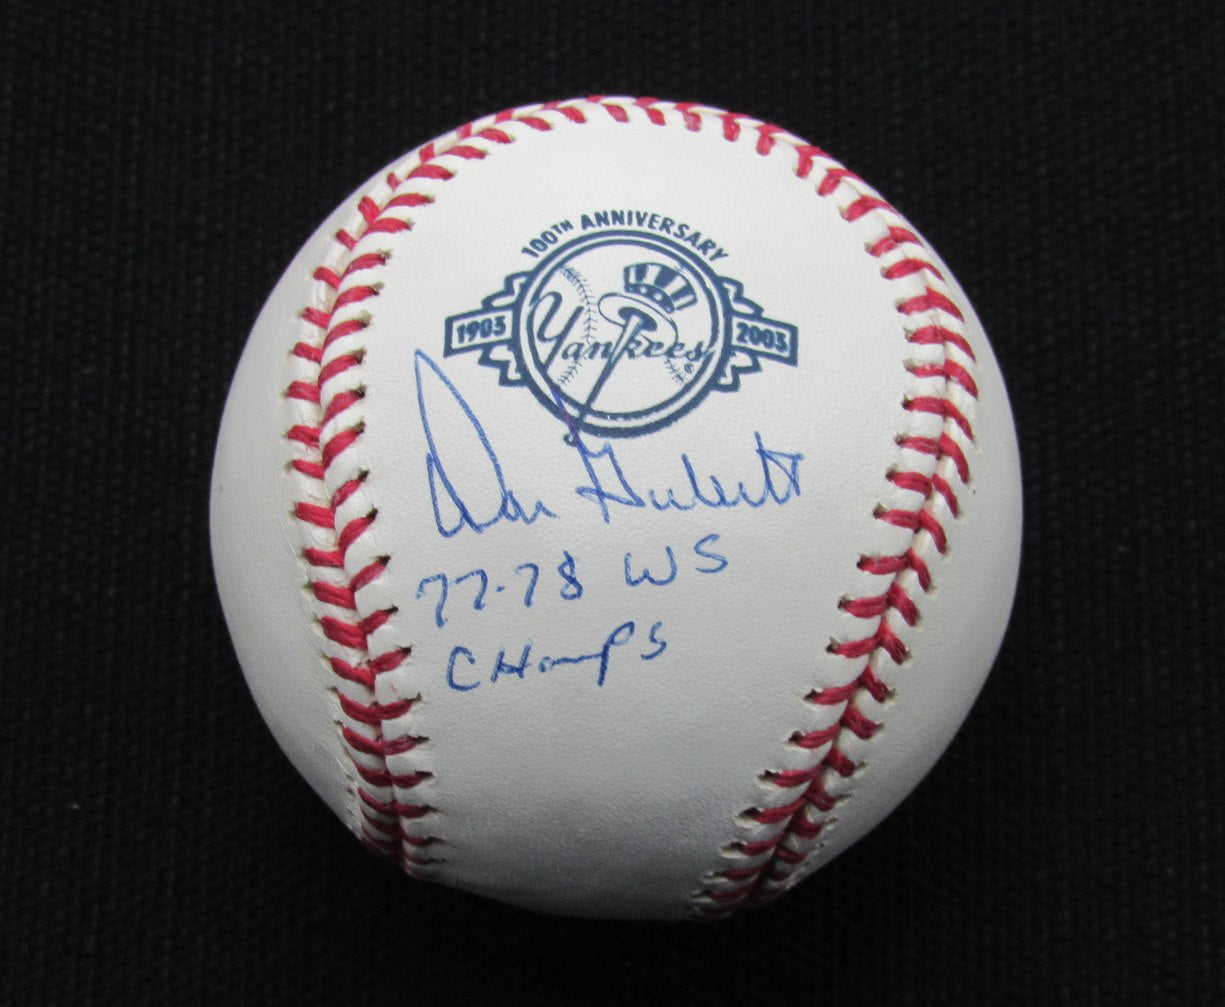 100TH ANNIVERSARY
1903 Yankees 2003
Don Gullett
77-78 WS
CHAMPS